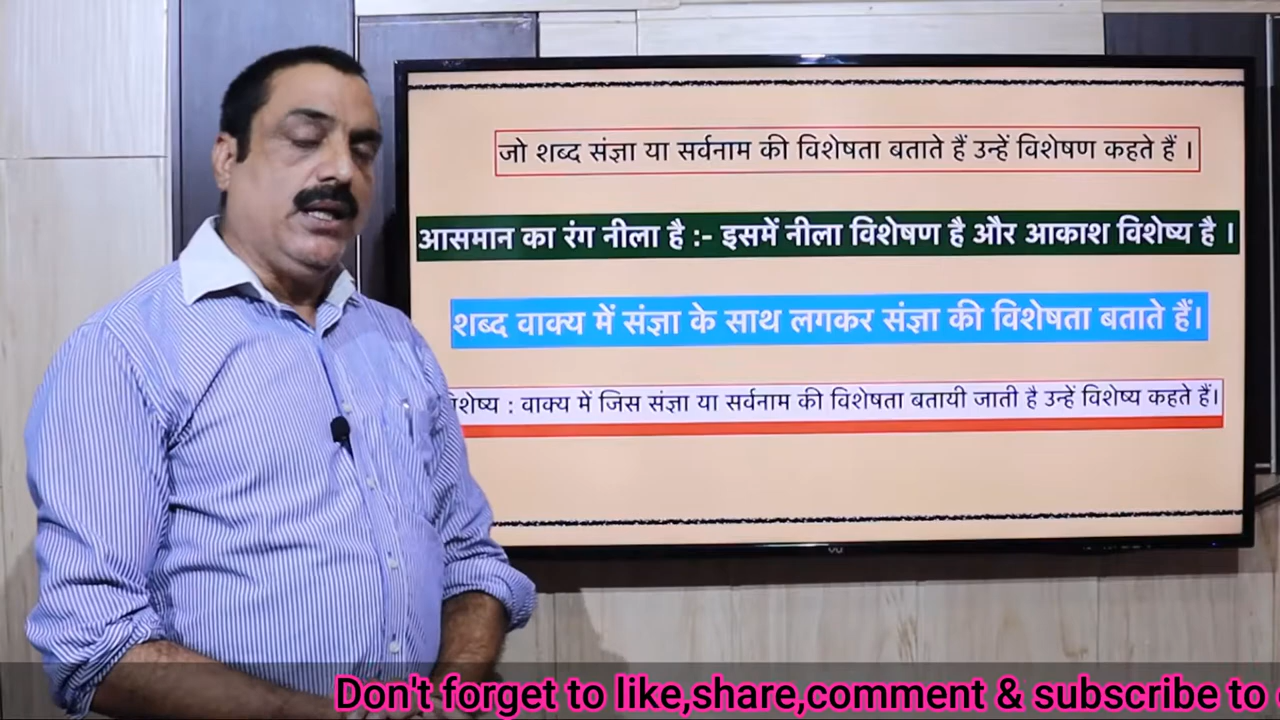 जो शब्द संज्ञा या सर्वनाम की विशेषता बताते हैं उन्हें विशेषण कहते हैं ।
आसमान का रंग नीला है :- इसमें नीला विशेषण है और आकाश विशेष्य है ।
शब्द वाक्य में संज्ञा के साथ लगकर संज्ञा की विशेषता बताते हैं।
शेष्य : वाक्य में जिस संज्ञा या सर्वनाम की विशेषता बतायी जाती है उन्हें विशेष्य कहते हैं।
vu
Don't forget to like,share,comment & subscribe to